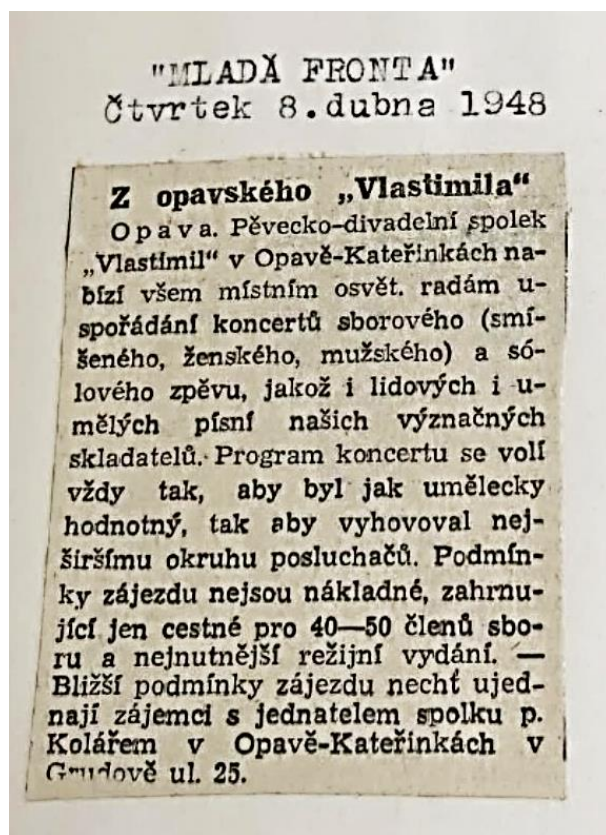 "MLADÁ FRONTA"
Čtvrtek 8.dubna 1948
Z opavského „Vlastimila“
Opava. Pěvecko-divadelní spolek
„Vlastimil“ v Opavě-Kateřinkách na-
bízí všem místním osvět. radám u-
spořádání koncertů sborového (smí-
šeného, ženského, mužského) a só-
lového zpěvu, jakož i lidových i u-
mělých písní našich význačných
skladatelů. Program koncertu se volí
vždy tak, aby byl jak umělecky
hodnotný, tak aby vyhovoval nej-
širšímu okruhu posluchačů. Podmín-
ky zájezdu nejsou nákladné, zahrnu-
jící jen cestné pro 40—50 členů sbo-
ru a nejnutnější režijní vydání. —
Bližší podmínky zájezdu nechť ujed-
nají zájemci s jednatelem spolku p.
Kolářem v Opavě-Kateřinkách v
ul. 25.